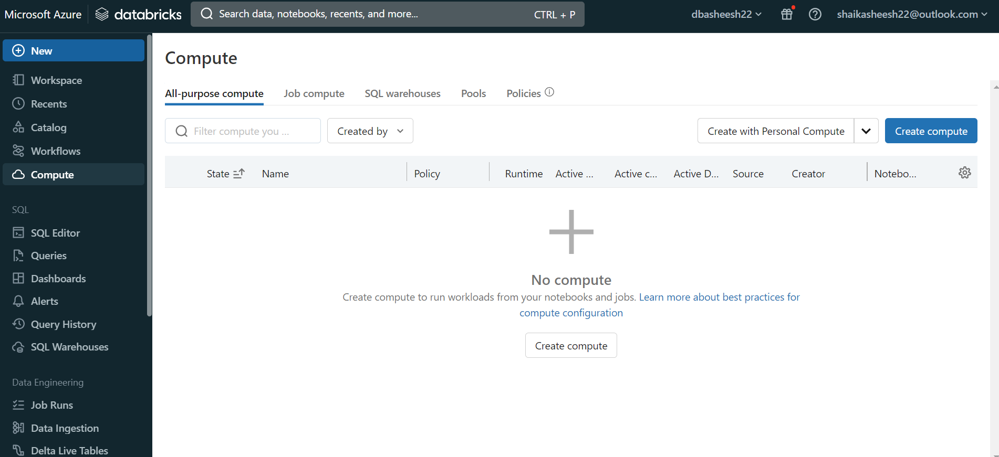 Microsoft Azure databricks Search data, notebooks, recents, and more... CTRL + P dbasheesh22 shaikasheesh22@outlook.com
New
Workspace
Recents
Catalog
Workflows
Compute
SQL
SQL Editor
Queries
Dashboards
Alerts
Query History
SQL Warehouses
Data Engineering
Job Runs
Data Ingestion
Delta Live Tables
Compute
All-purpose compute Job compute SQL warehouses Pools Policies
Filter compute you ... Created by Create with Personal Compute Create compute
State Name Policy Runtime Active ... Active c... Active D... Source Creator Notebo...
No compute
Create compute to run workloads from your notebooks and jobs. Learn more about best practices for
compute configuration
Create compute